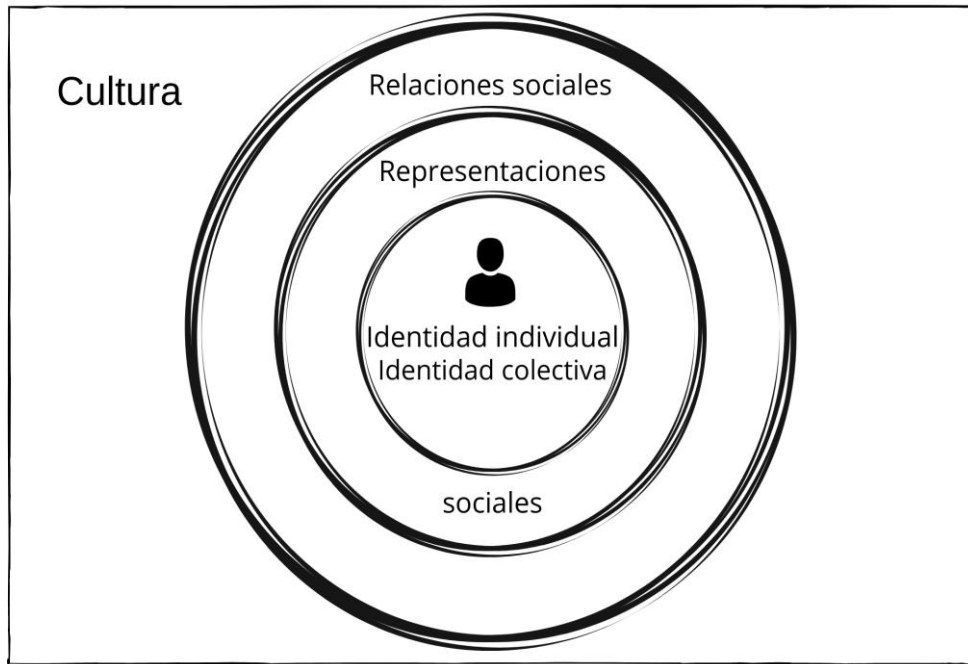 Cultura
Relaciones sociales
Representaciones
Identidad individual
Identidad colectiva
sociales